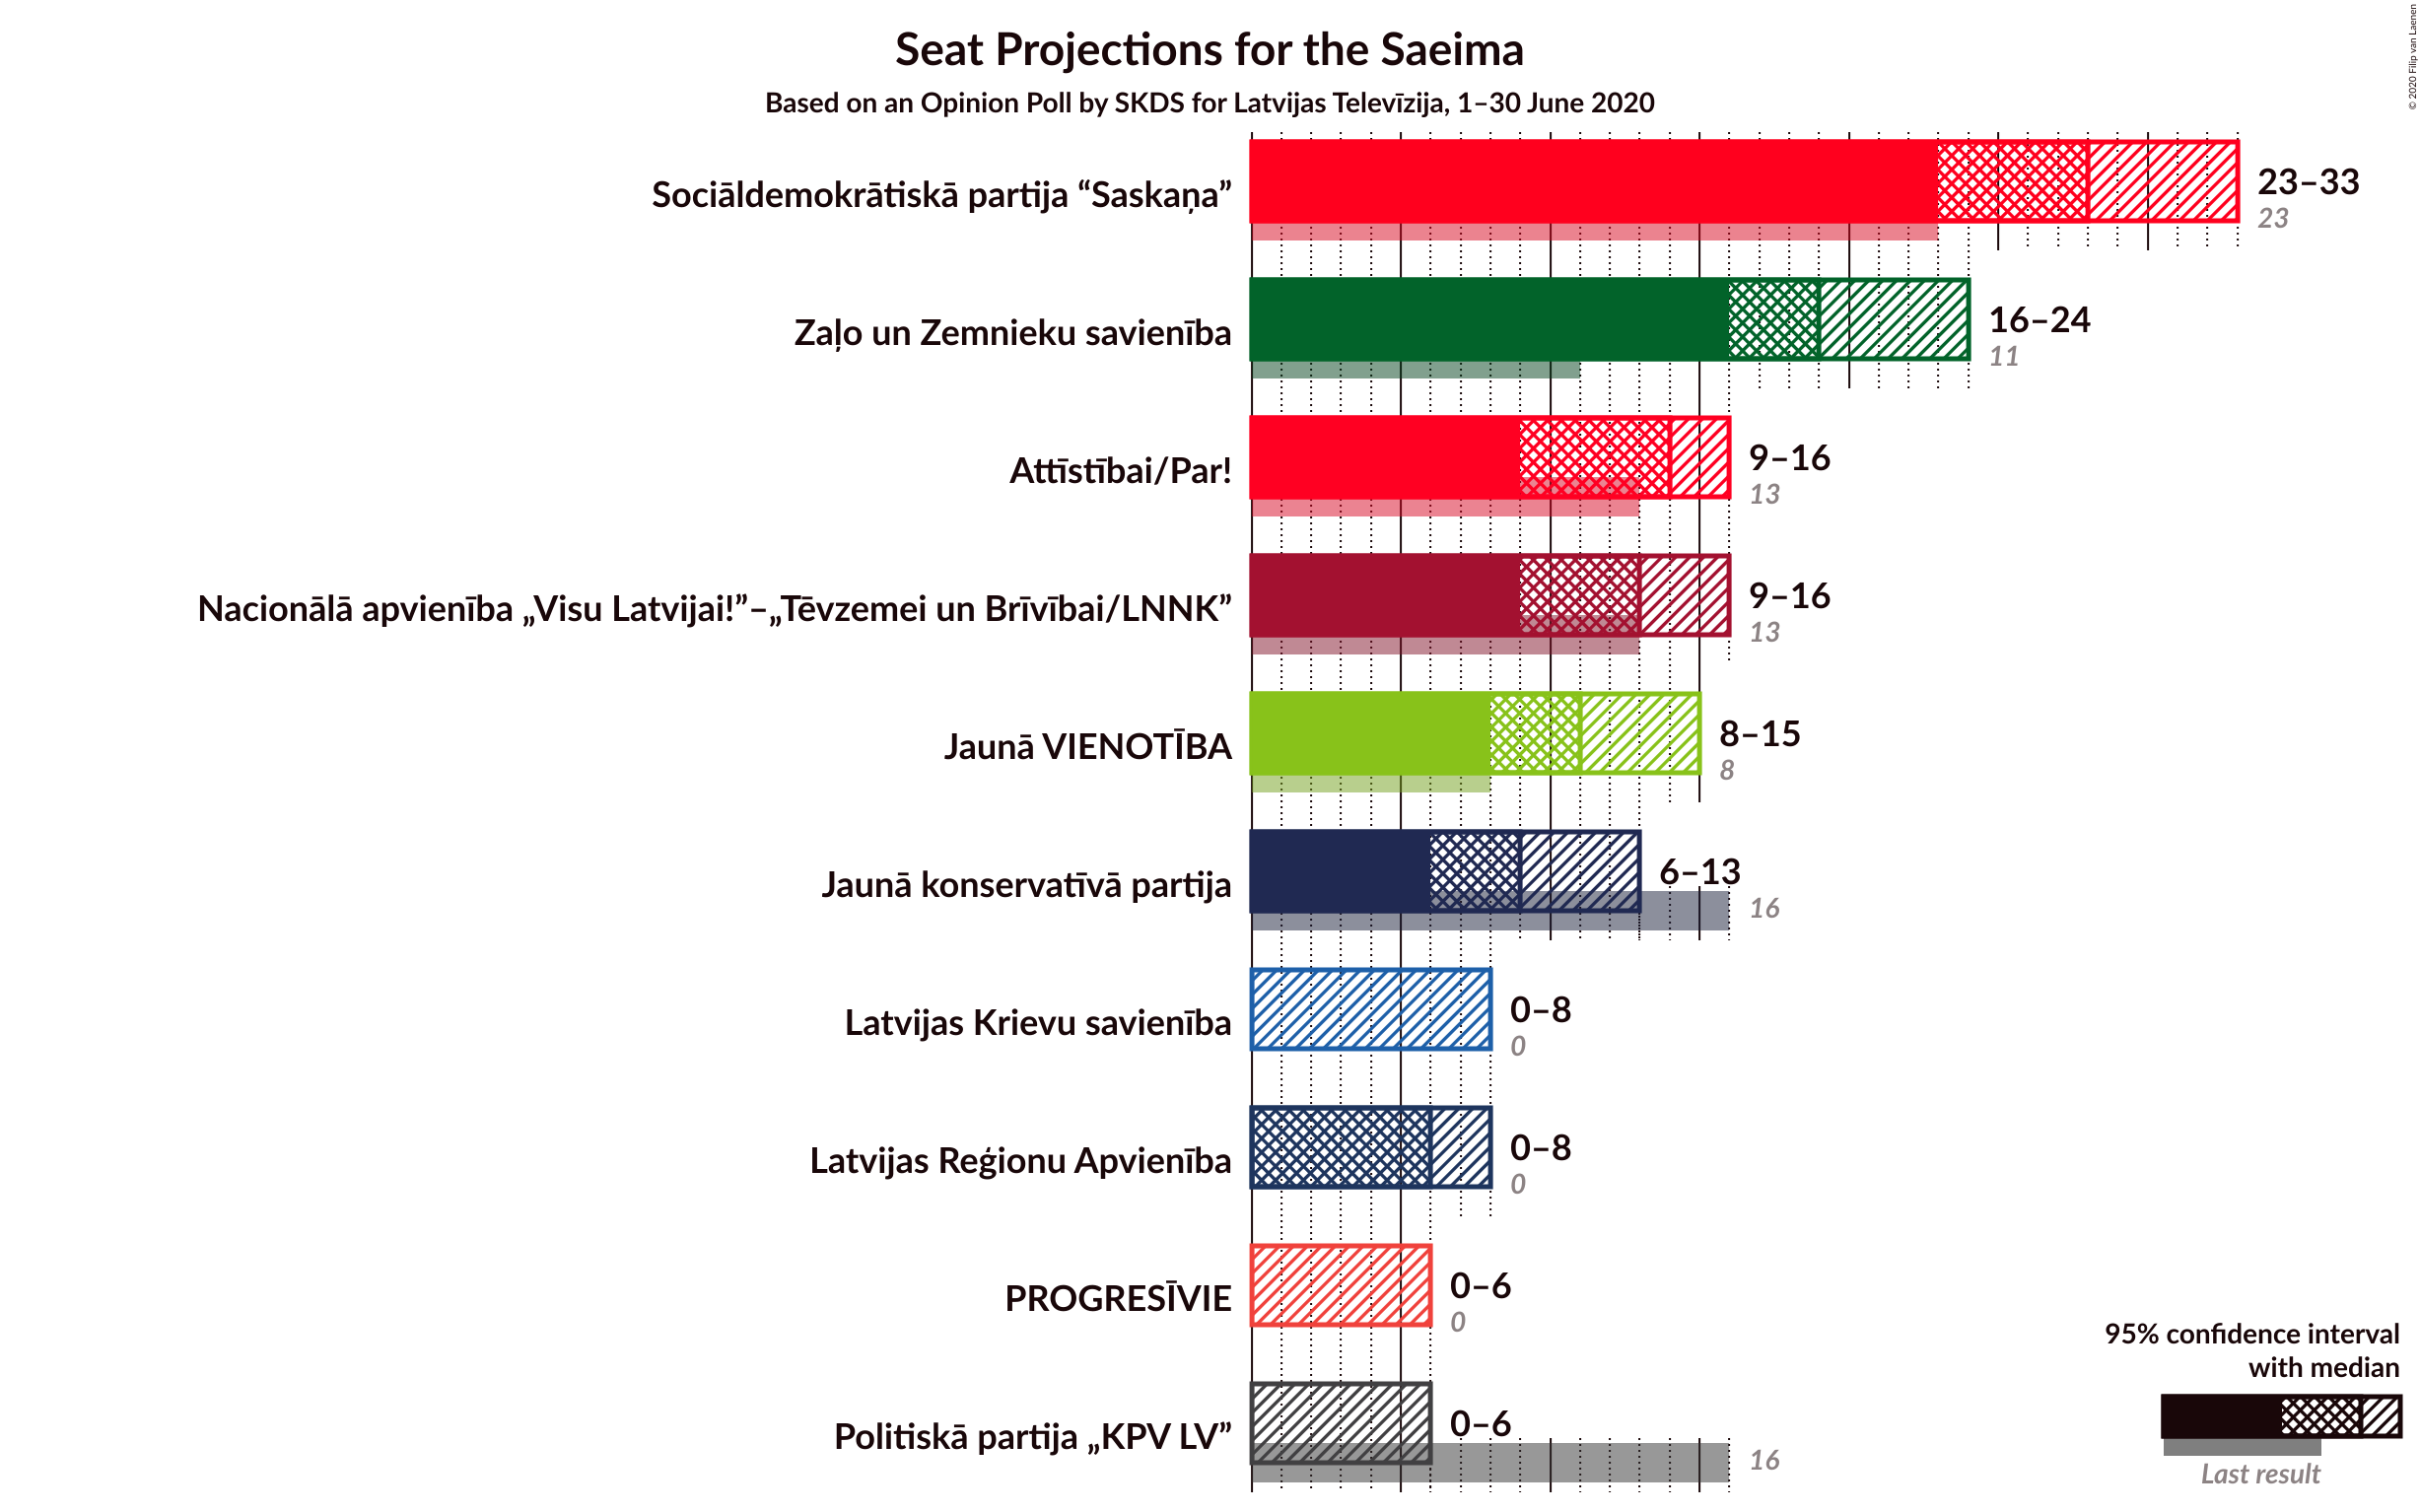 Seat Projections for the Saeima
Based on an Opinion Poll by SKDS for Latvijas Televīzija, 1–30 June 2020
© 2020 Filip van Laenen
Sociāldemokrātiskā partija “Saskaņa”
23–33
23
Zaļo un Zemnieku savienība
16–24
11
Attīstībai/Par!
9–16
13
Nacionālā apvienība „Visu Latvijai!”–„Tēvzemei un Brīvībai/LNNK”
9–16
13
Jaunā VIENOTĪBA
8–15
8
Jaunā konservatīvā partija
6–13
16
Latvijas Krievu savienība
0–8
0
Latvijas Reģionu Apvienība
0–8
0
PROGRESĪVIE
0–6
0
Politiskā partija „KPV LV”
0–6
16
95% confidence interval
with median
Last result